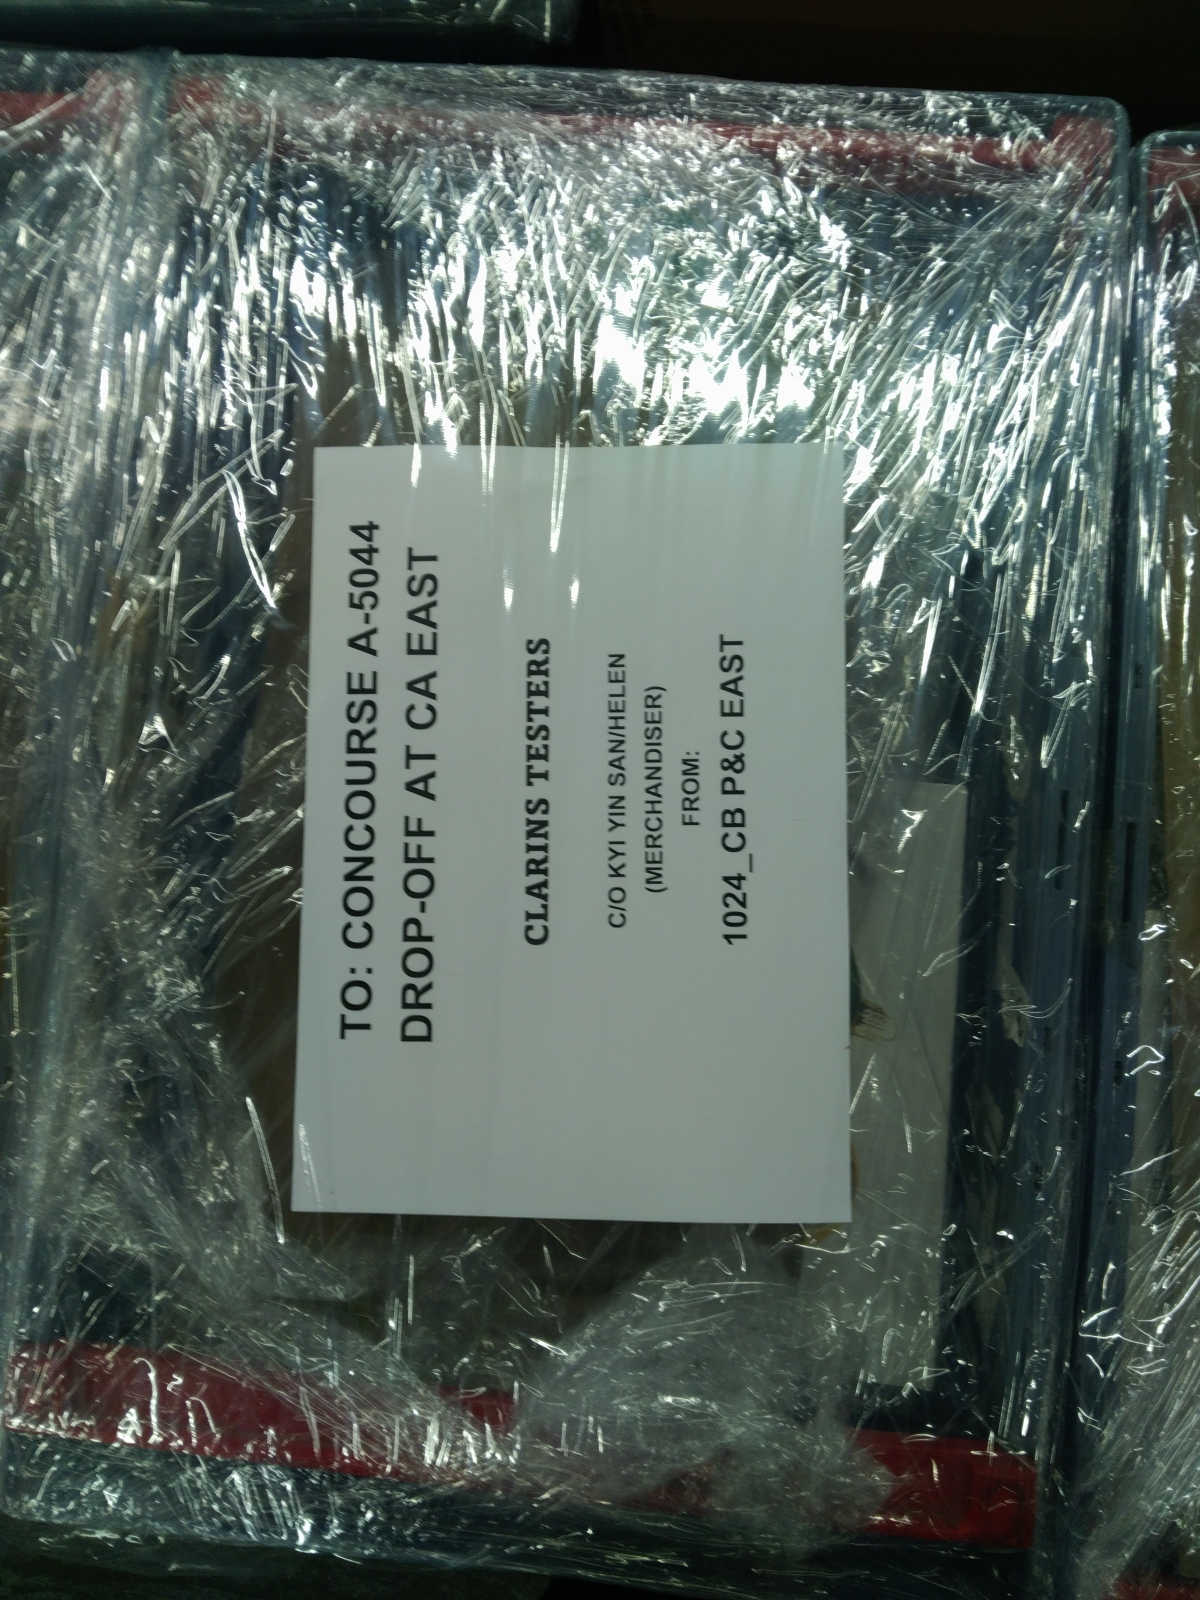 TO: CONCOURSE A-5044
DROP-OFF AT CA EAST
CLARINS TESTERS
C/O KYI YIN SAN/HELEN
(MERCHANDISER)
FROM:
1024_CB P&C EAST